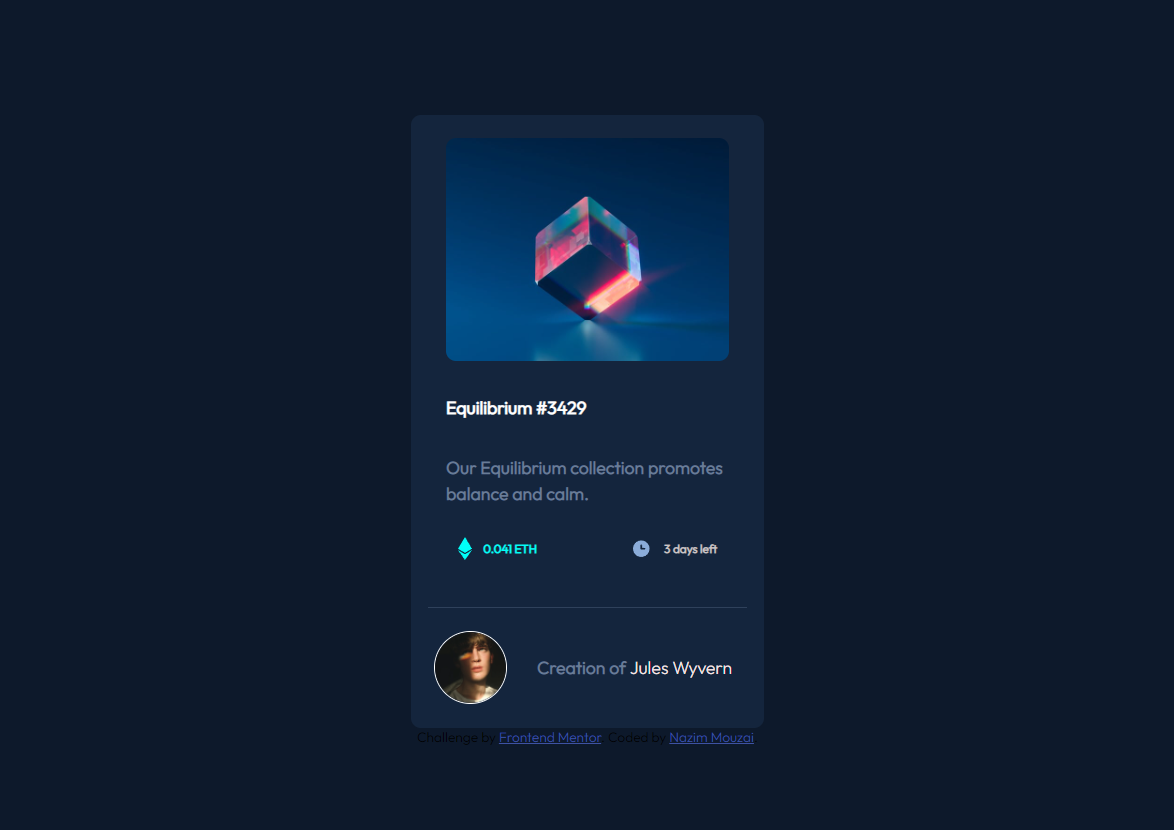 Equilibrium #3429
Our Equilibrium collection promotes
balance and calm.
0.041 ETH
3 days left
Creation of Jules Wyvern
Challenge by Frontend Mentor. Coded by Nazim Mouzai